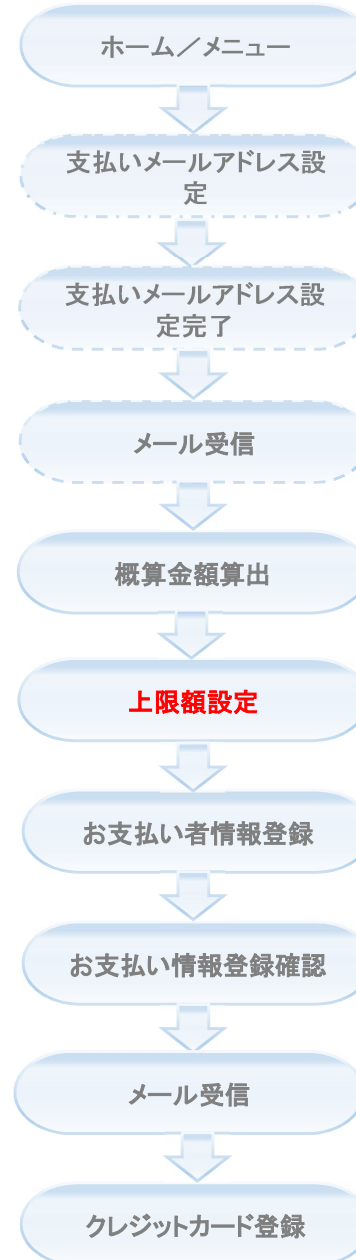 ホーム／メニュー
支払いメールアドレス設
定
支払いメールアドレス設
定完了
メール受信
概算金額算出
上限額設定
お支払い者情報登録
お支払い情報登録確認
メール受信
クレジットカード登録